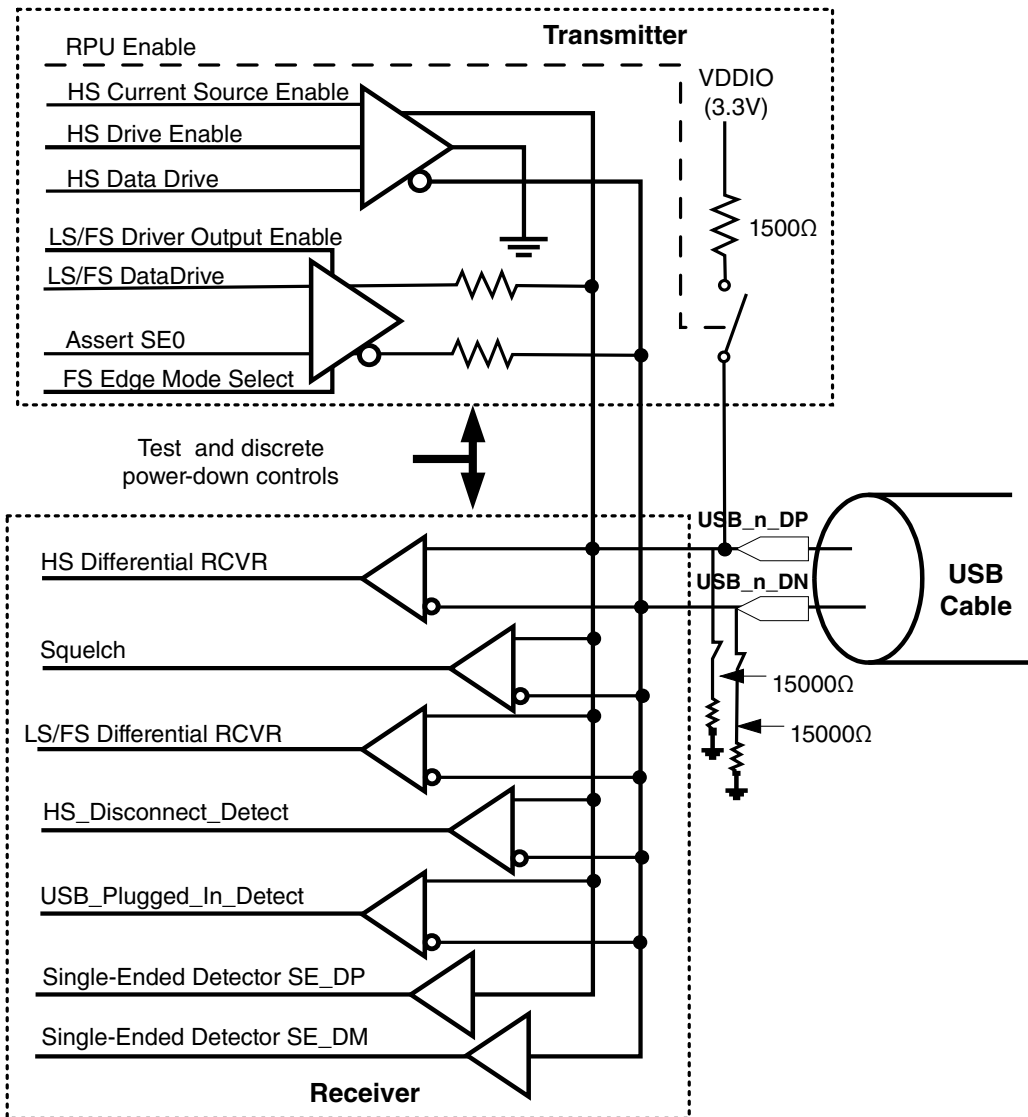 Transmitter
RPU Enable
VDDIO
(3.3V)
HS Current Source Enable
HS Drive Enable
HS Data Drive
1500Ω
LS/FS Driver Output Enable
LS/FS DataDrive
Assert SE0
FS Edge Mode Select
Test and discrete
power-down controls
USB_n_DP
HS Differential RCVR
USB_n_DN
USB
Cable
Squelch
15000Ω
LS/FS Differential RCVR
15000Ω
HS_Disconnect_Detect
USB_Plugged_In_Detect
Single-Ended Detector SE_DP
Single-Ended Detector SE_DM
Receiver